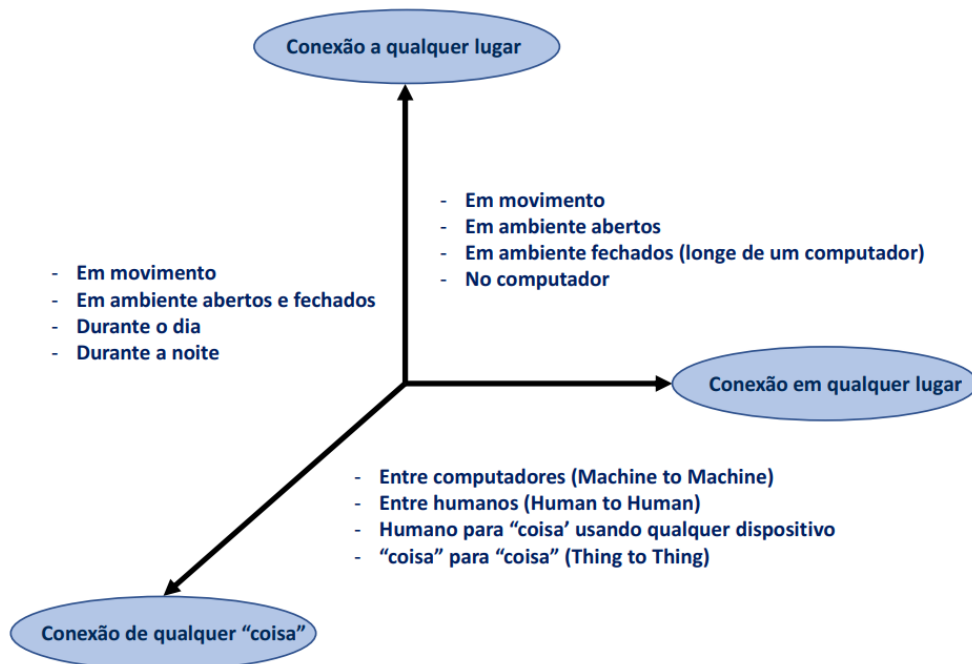 Conexão a qualquer lugar
- Em movimento
- Em ambiente abertos
- Em ambiente fechados (longe de um computador)
- No computador
- Em movimento
- Em ambiente abertos e fechados
- Durante o dia
- Durante a noite
Conexão em qualquer lugar
- Entre computadores (Machine to Machine)
- Entre humanos (Human to Human)
- Humano para “coisa‘ usando qualquer dispositivo
- “coisa” para “coisa” (Thing to Thing)
Conexão de qualquer “coisa”